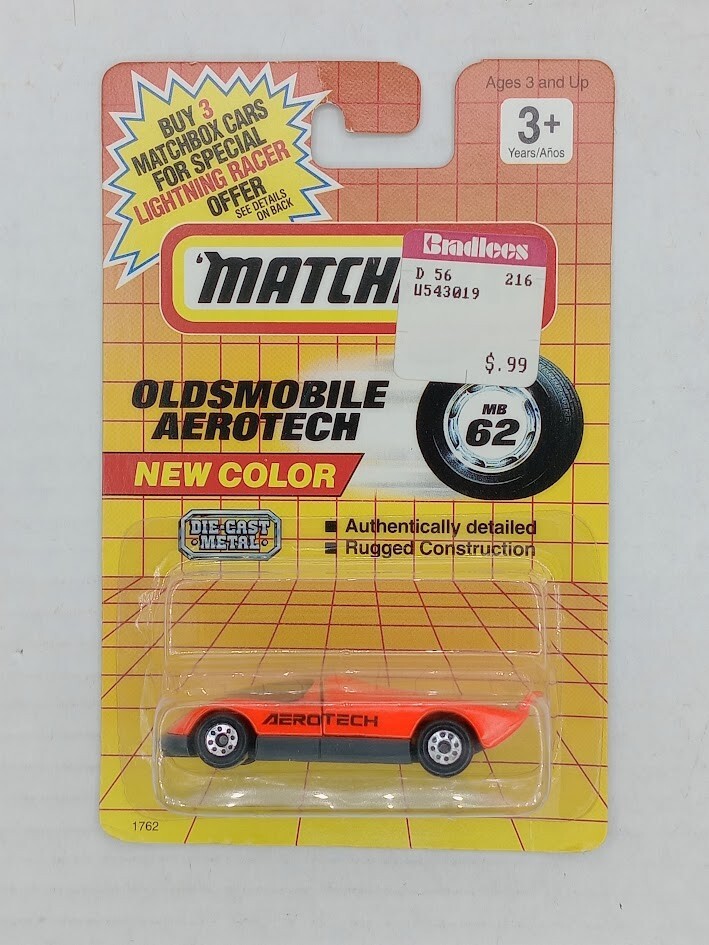 BUY 3
MATCHBOX CARS
FOR SPECIAL
LIGHTNING RACER
OFFER
SEE DETAILS
ON BACK
Ages 3 and Up
3+
Years/Años
'MATCH
Bradlees
D 56 216
U543019
$.99
OLDSMOBILE
AEROTECH
MB
62
NEW COLOR
DIE-CAST
METAL
Authentically detailed
Rugged Construction
AEROTECH
1762